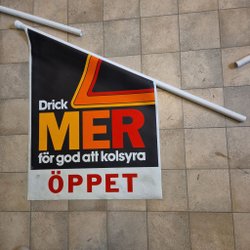 Drick
MER
för god att kolsyra
ÖPPET